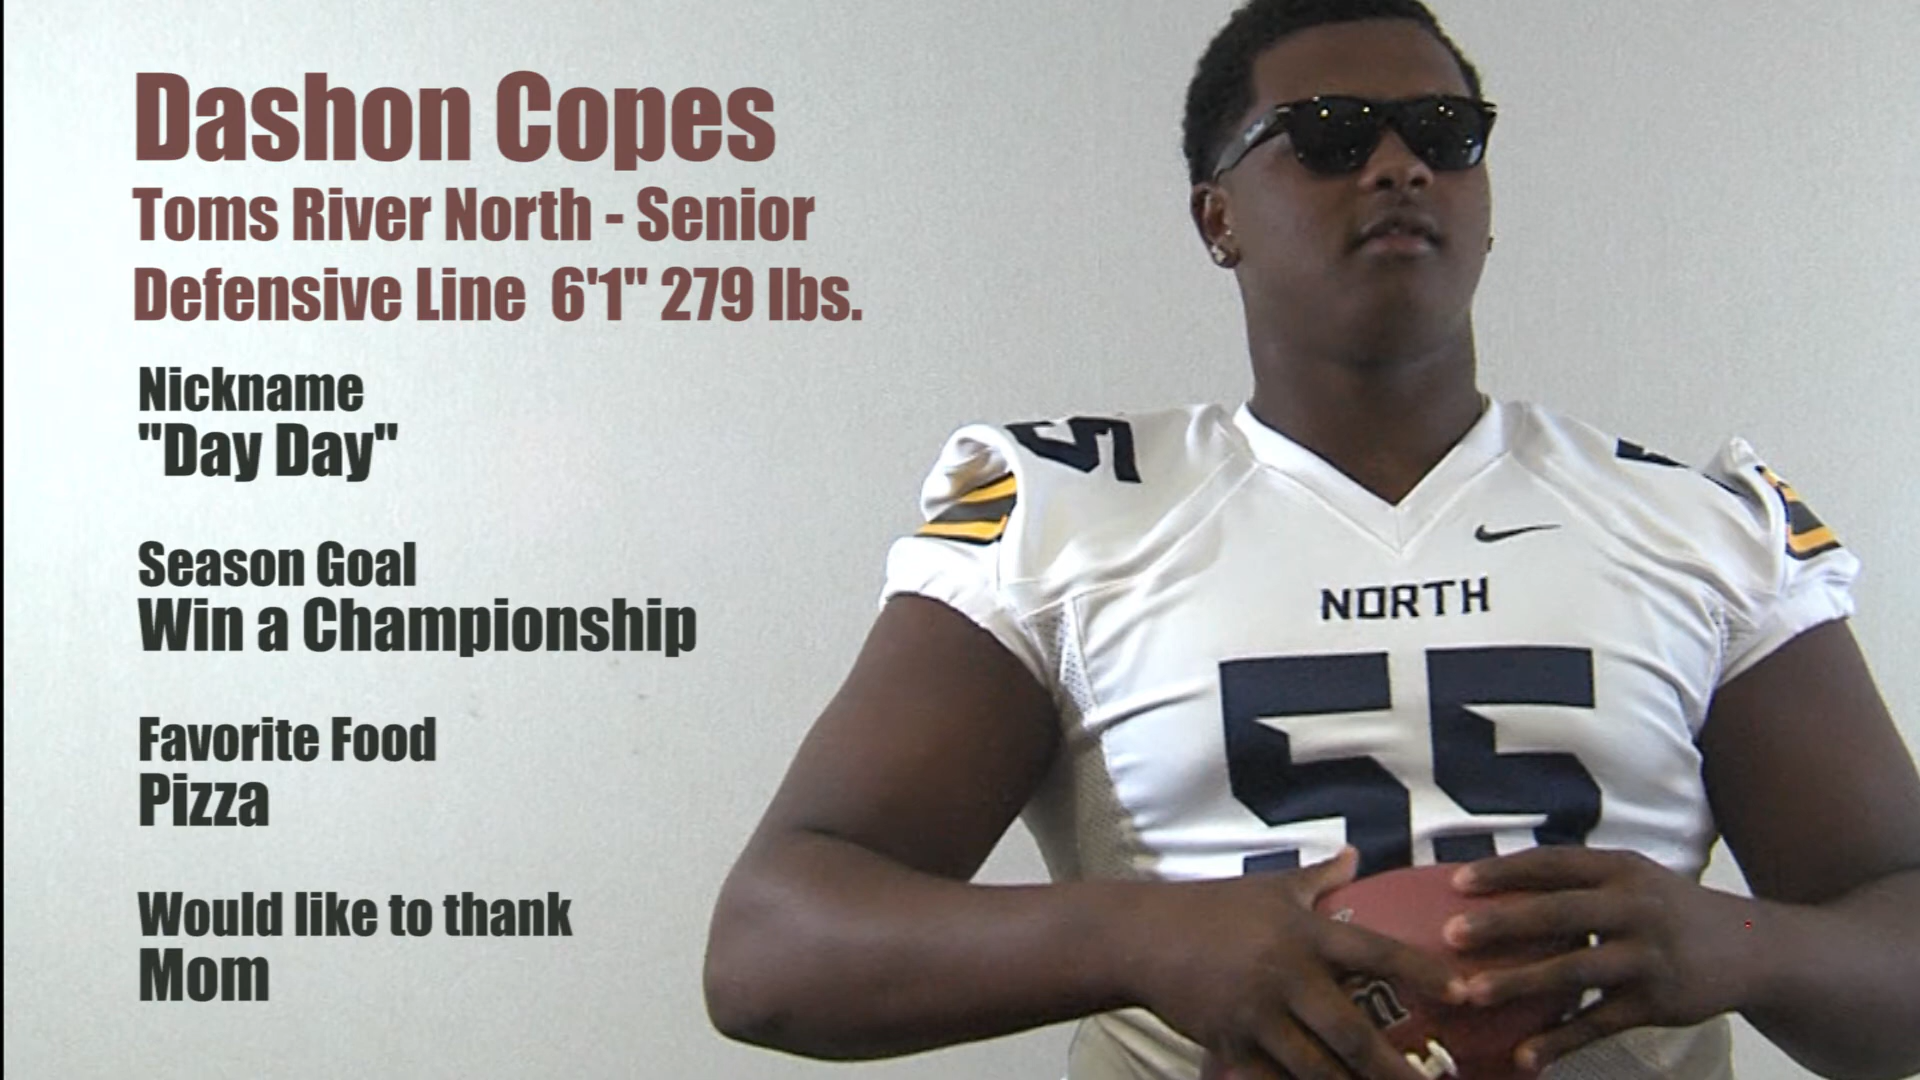 Dashon Copes
Toms River North - Senior
Defensive Line 6'1" 279 lbs.
Nickname
"Day Day"
Season Goal
Win a Championship
Favorite Food
Pizza
Would like to thank
Mom
5
NORTH
55